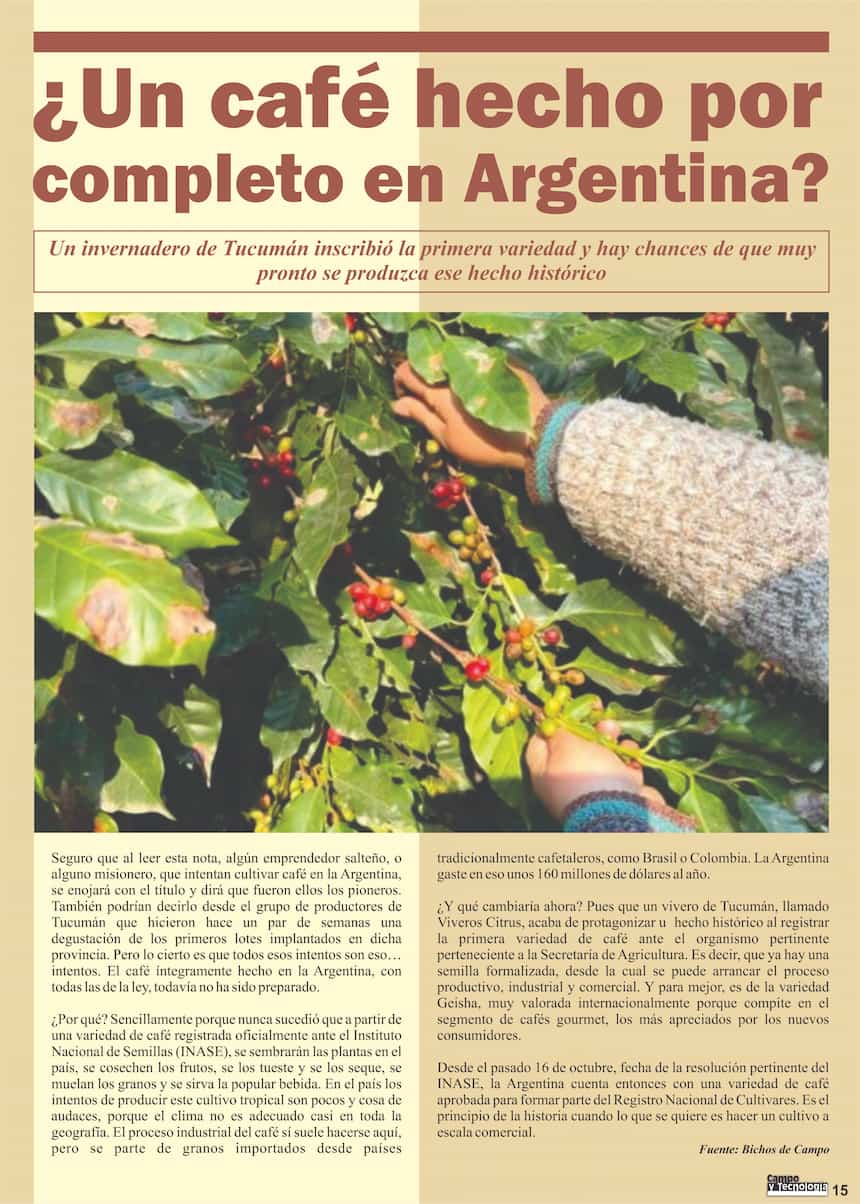 ¿Un café hecho por
completo en Argentina?
Un invernadero de Tucumán inscribió la primera variedad y hay chances de que muy
pronto se produzca ese hecho histórico
Seguro que al leer esta nota, algún emprendedor salteño, o
alguno misionero, que intentan cultivar café en la Argentina,
se enojará con el título y dirá que fueron ellos los pioneros.
También podrían decirlo desde el grupo de productores de
Tucumán que hicieron hace un par de semanas una
degustación de los primeros lotes implantados en dicha
provincia. Pero lo cierto es que todos esos intentos son eso…
intentos. El café íntegramente hecho en la Argentina, con
todas las de la ley, todavía no ha sido preparado.
¿Por qué? Sencillamente porque nunca sucedió que a partir de
una variedad de café registrada oficialmente ante el Instituto
Nacional de Semillas (INASE), se sembrarán las plantas en el
país, se cosechen los frutos, se los tueste y se los seque, se
muelan los granos y se sirva la popular bebida. En el país los
intentos de producir este cultivo tropical son pocos y cosa de
audaces, porque el clima no es adecuado casi en toda la
geografía. El proceso industrial del café sí suele hacerse aquí,
pero se parte de granos importados desde países
tradicionalmente cafetaleros, como Brasil o Colombia. La Argentina
gaste en eso unos 160 millones de dólares al año.
¿Y qué cambiaría ahora? Pues que un vivero de Tucumán, llamado
Viveros Citrus, acaba de protagonizar u hecho histórico al registrar
la primera variedad de café ante el organismo pertinente
perteneciente a la Secretaría de Agricultura. Es decir, que ya hay una
semilla formalizada, desde la cual se puede arrancar el proceso
productivo, industrial y comercial. Y para mejor, es de la variedad
Geisha, muy valorada internacionalmente porque compite en el
segmento de cafés gourmet, los más apreciados por los nuevos
consumidores.
Desde el pasado 16 de octubre, fecha de la resolución pertinente del
INASE, la Argentina cuenta entonces con una variedad de café
aprobada para formar parte del Registro Nacional de Cultivares. Es el
principio de la historia cuando lo que se quiere es hacer un cultivo a
escala comercial.
Fuente: Bichos de Campo
Campo
y Tecnología
15